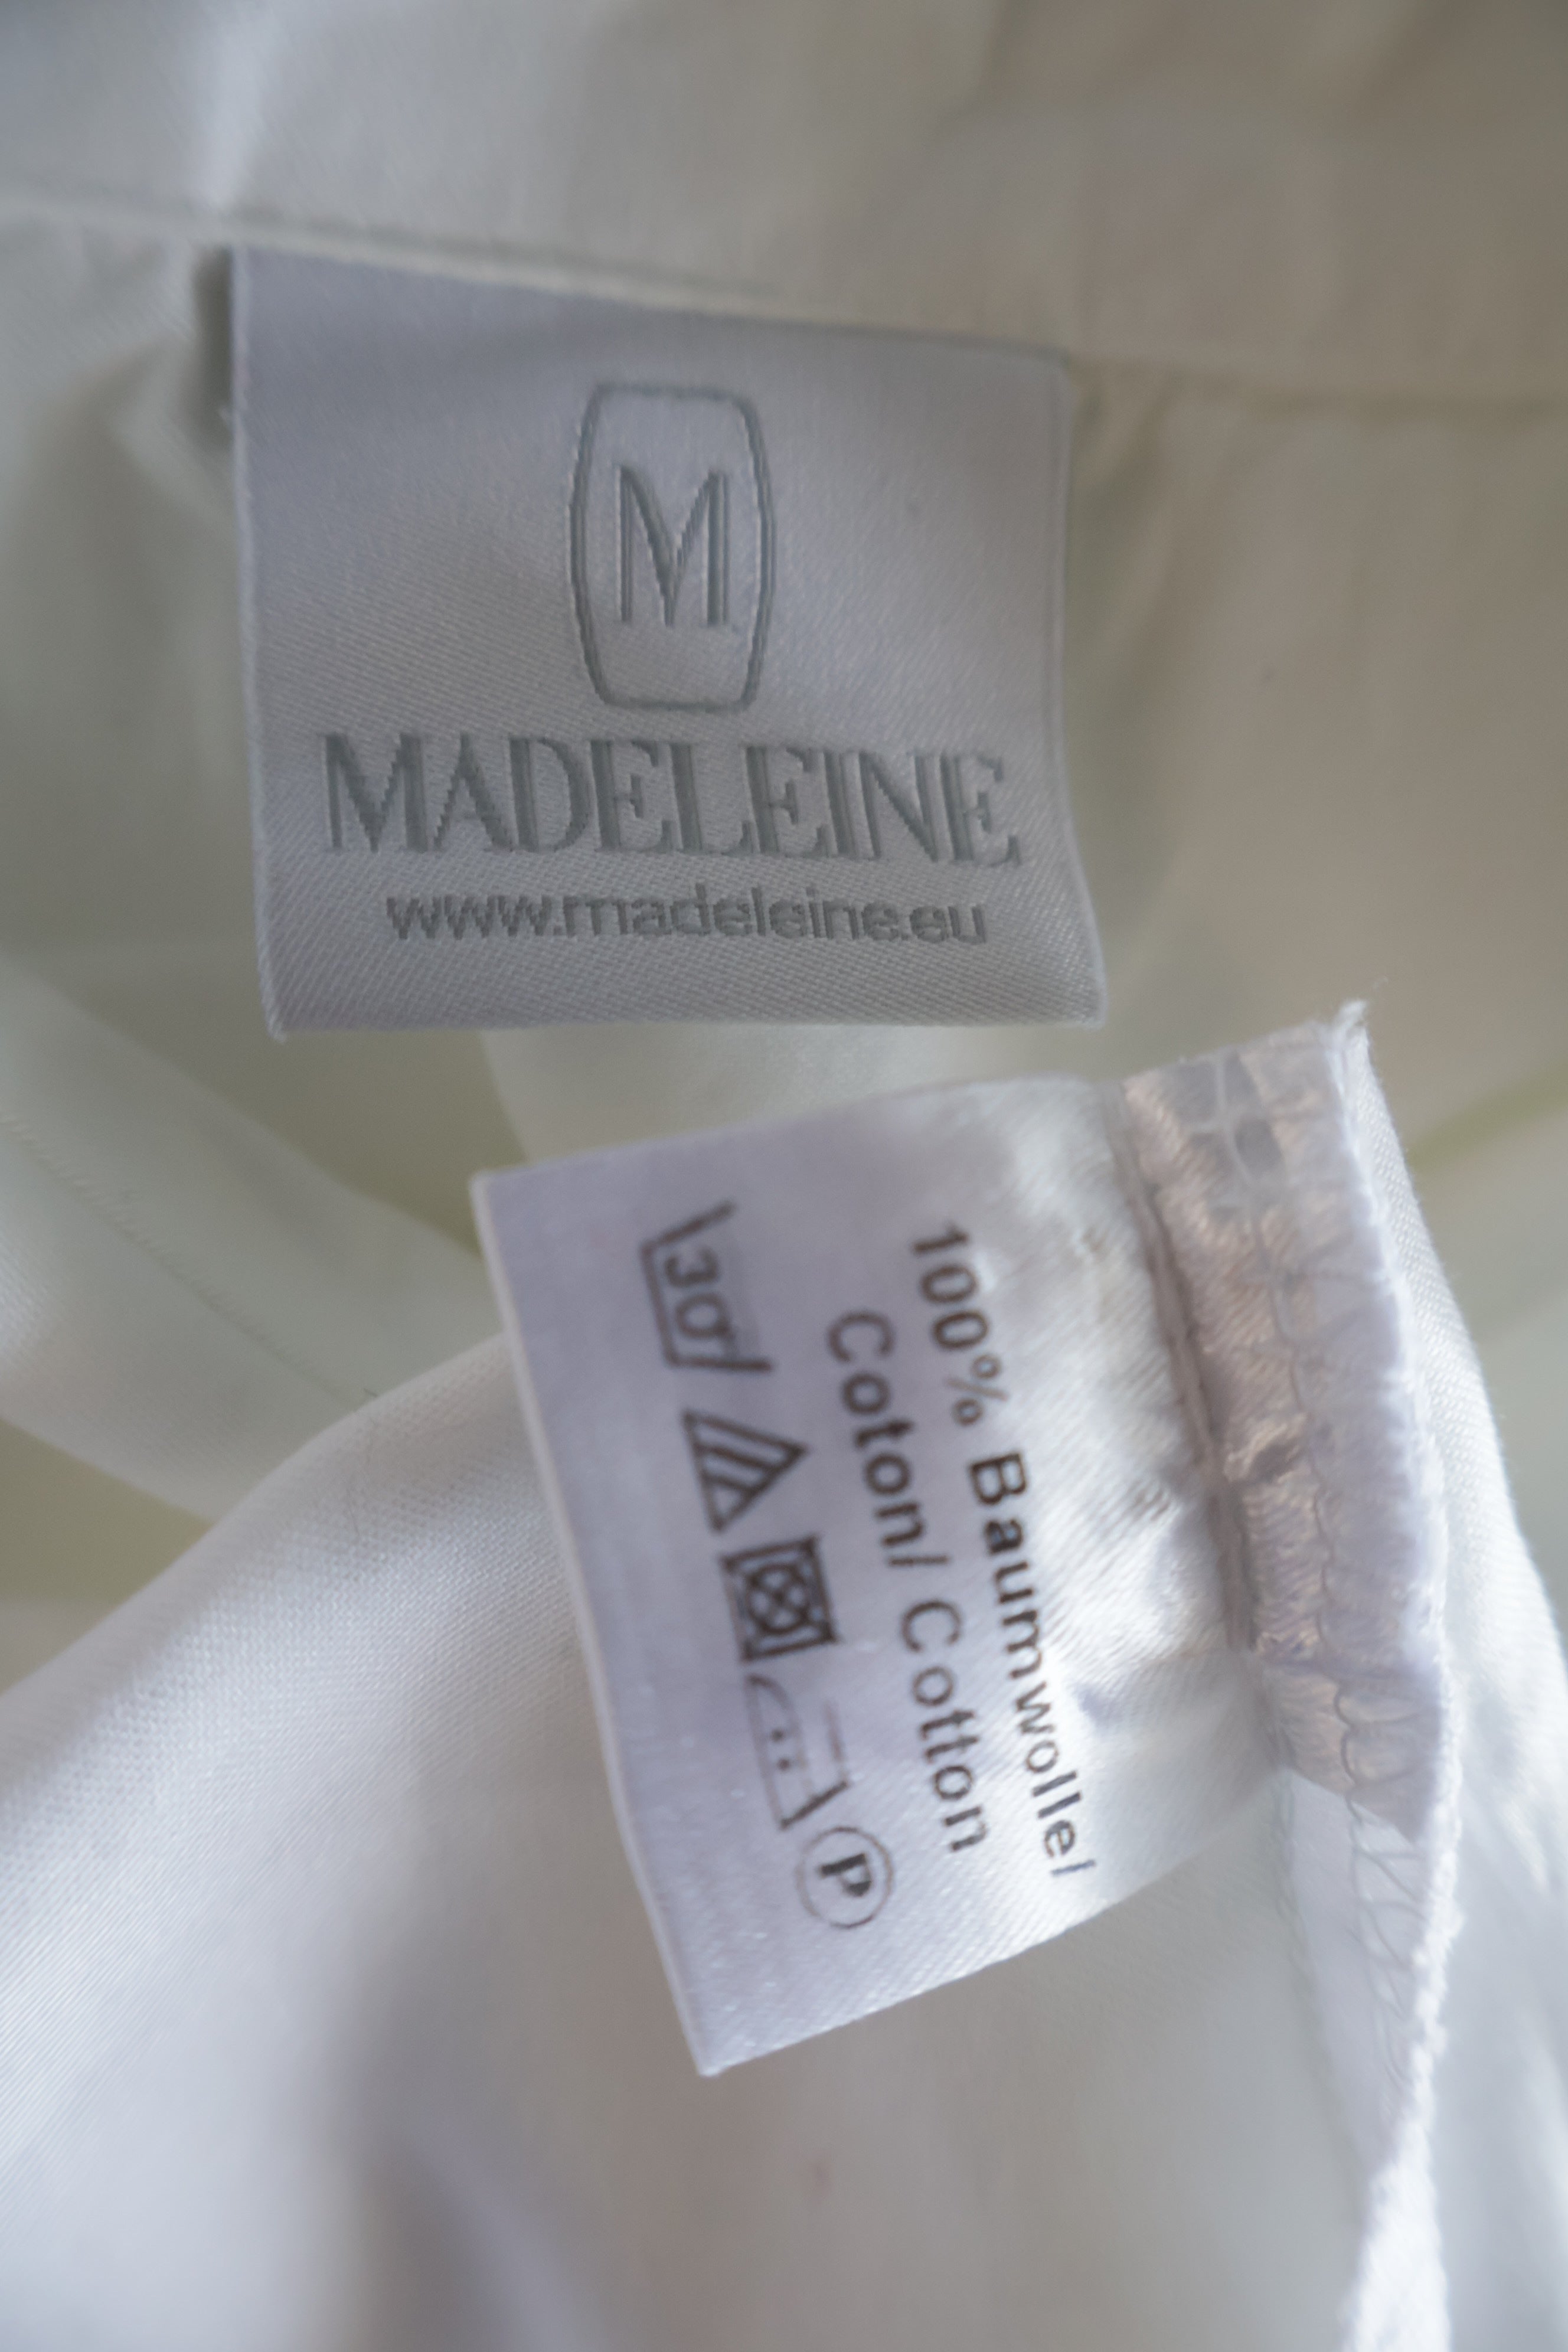 M
MADELEINE
www.madeleine.eu
100% Baumwolle/
Coton/ Cotton
30°
P